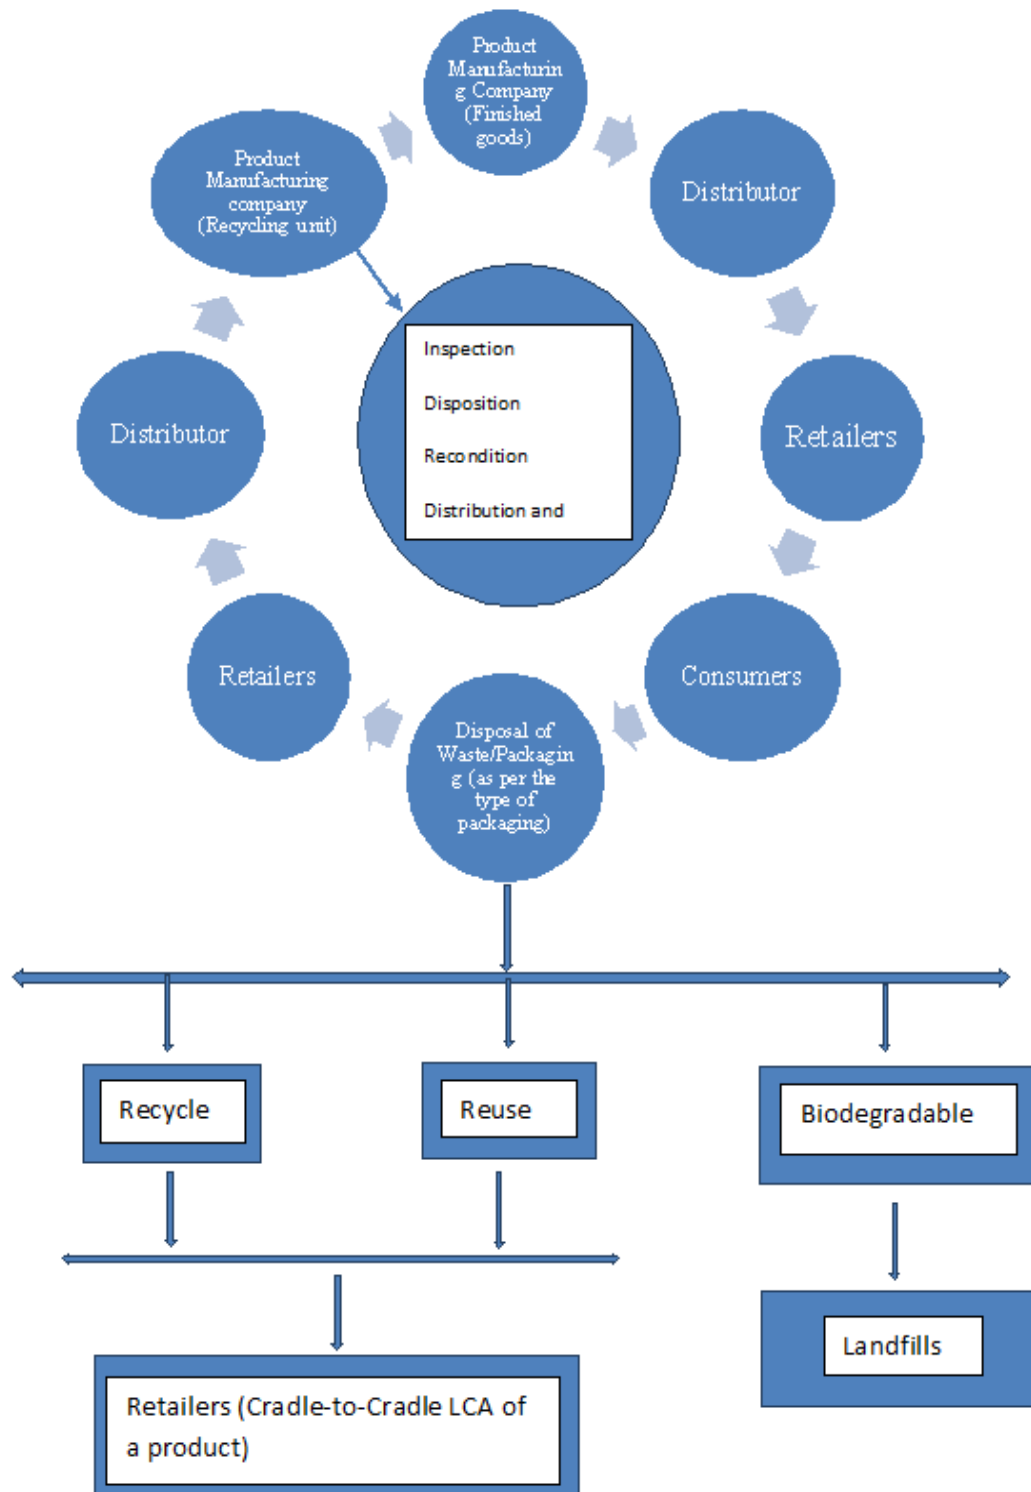 Product
Manufacturin
g Company
(Finished
goods)
Distributor
Retailers
Consumers
Disposal of
Waste/Packagin
g (as per the
type of
packaging)
Retailers
Distributor
Product
Manufacturing
company
(Recycling unit)
Inspection
Disposition
Recondition
Distribution and
Recycle
Reuse
Biodegradable
Retailers (Cradle-to-Cradle LCA of
a product)
Landfills